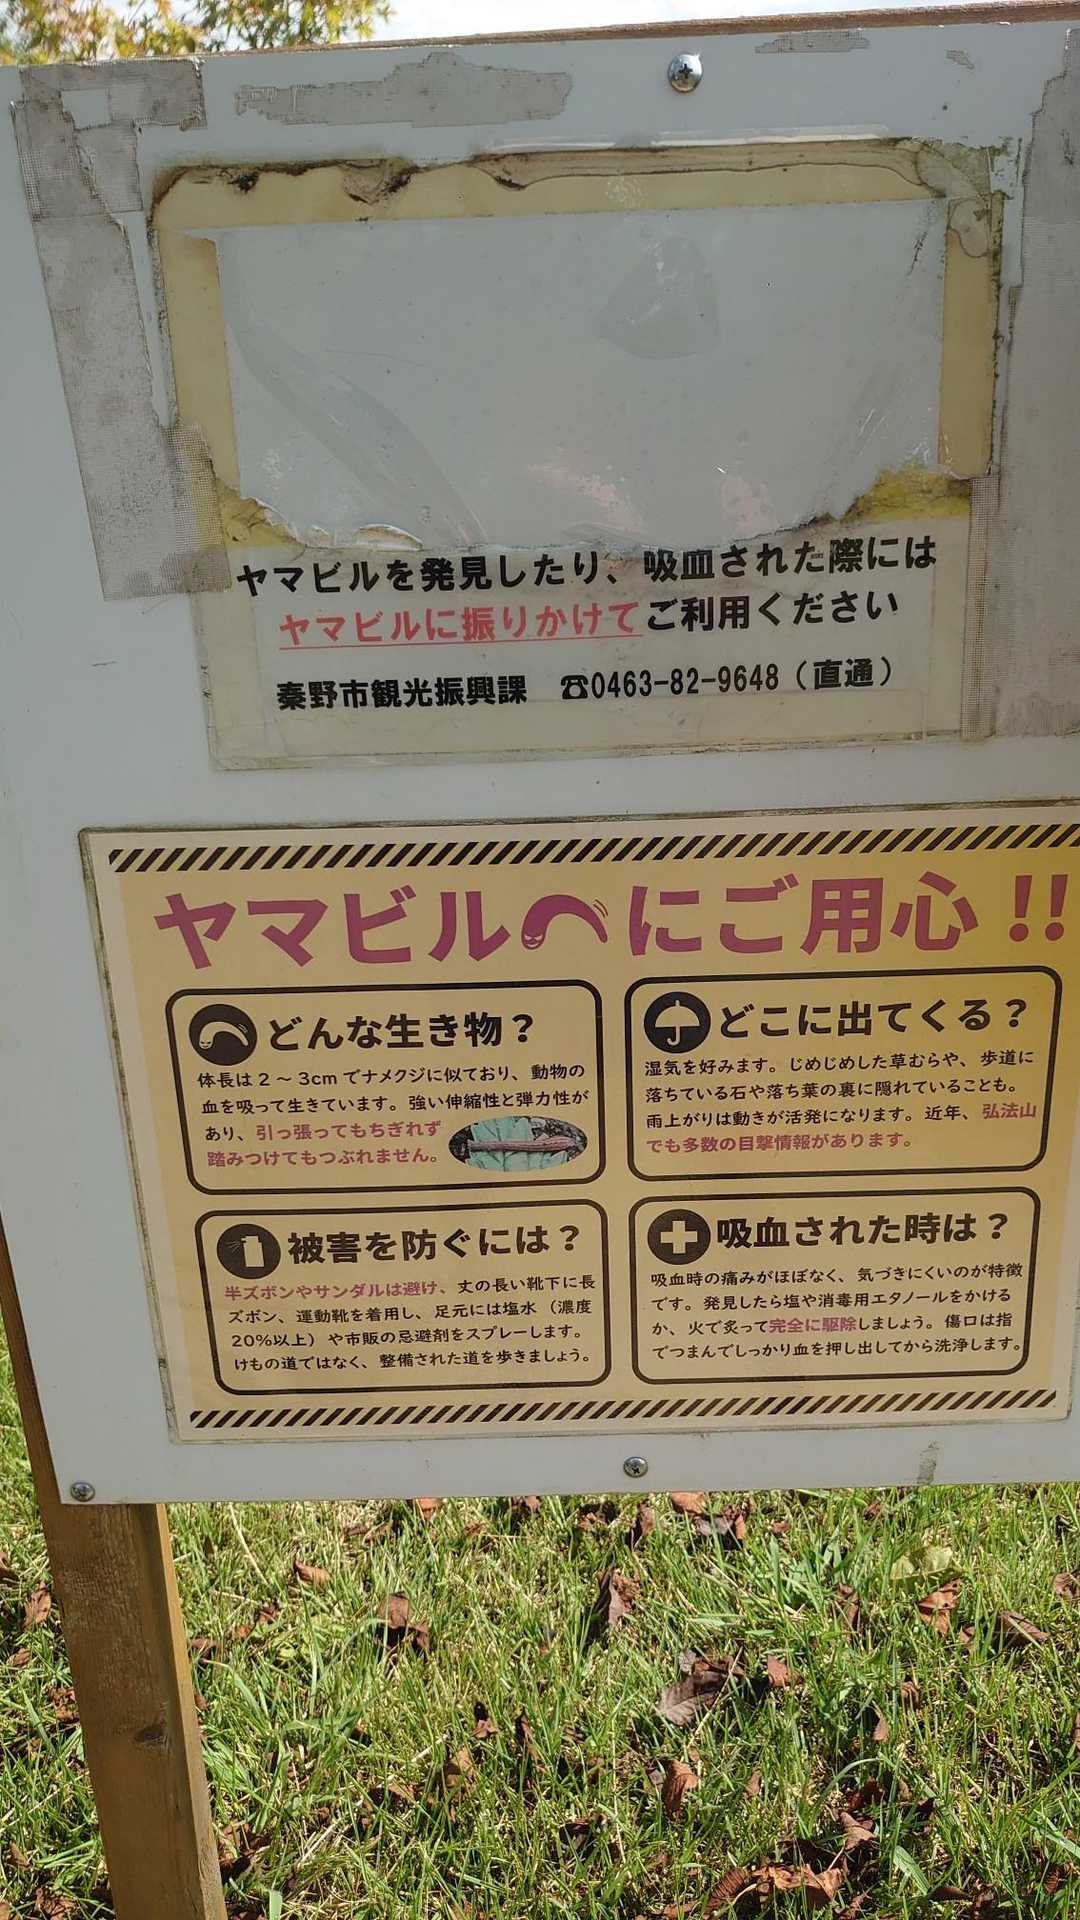 ヤマビルを発見したり、吸血された際には
ヤマビルに振りかけてご利用ください
秦野市観光振興課 ☎0463-82-9648（直通）
ヤマビルにご用心!!
どんな生き物？
体長は2～3cmでナメクジに似ており、動物の
血を吸って生きています。強い伸縮性と弾力性が
あり、引っ張ってもちぎれず
踏みつけてもつぶれません。
どこに出てくる？
湿気を好みます。じめじめした草むらや、歩道に
落ちている石や落ち葉の裏に隠れていることも。
雨上がりは動きが活発になります。近年、弘法山
でも多数の目撃情報があります。
被害を防ぐには？
半ズボンやサンダルは避け、丈の長い靴下に長
ズボン、運動靴を着用し、足元には塩水（濃度
20%以上）や市販の忌避剤をスプレーします。
けもの道ではなく、整備された道を歩きましょう。
吸血された時は？
吸血時の痛みがほぼなく、気づきにくいのが特徴
です。発見したら塩や消毒用エタノールをかける
か、火で炙って完全に駆除しましょう。傷口は指
でつまんでしっかり血を押し出してから洗浄します。